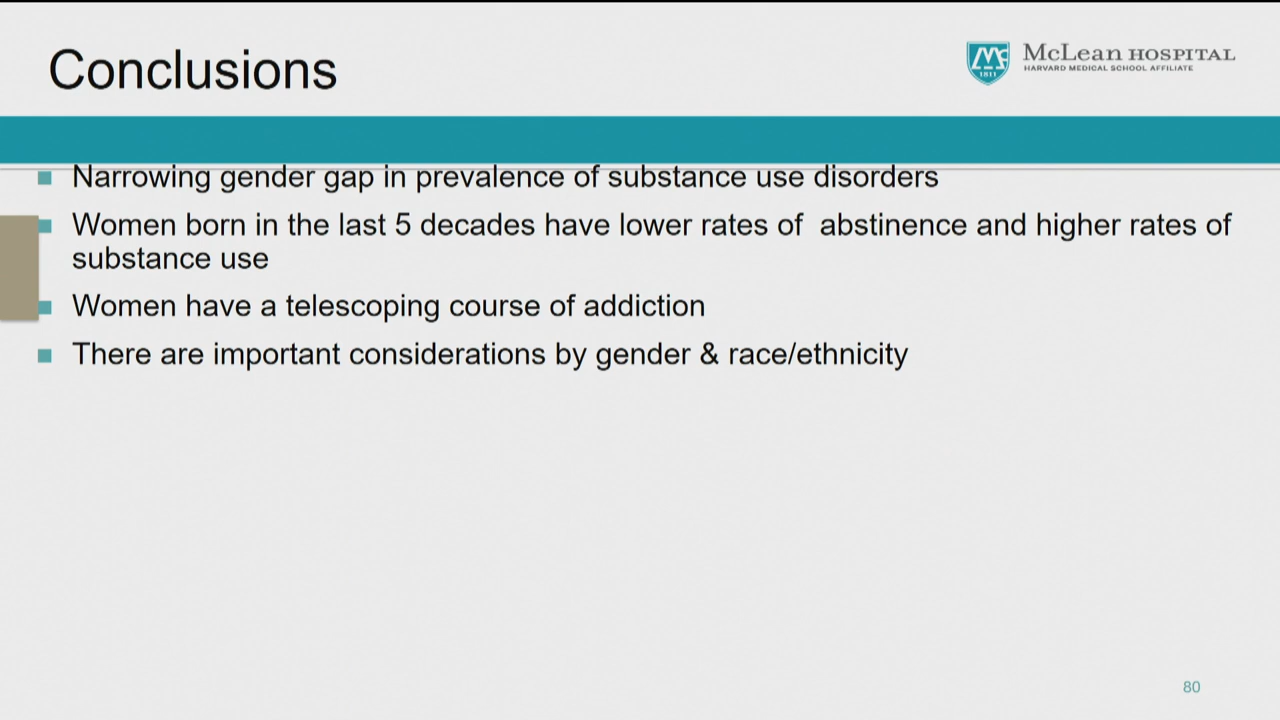 Conclusions
McLean HOSPITAL
HARVARD MEDICAL SCHOOL AFFILIATE
1811
Narrowing gender gap in prevalence of substance use disorders
Women born in the last 5 decades have lower rates of  abstinence and higher rates of
substance use
Women have a telescoping course of addiction
There are important considerations by gender & race/ethnicity
80